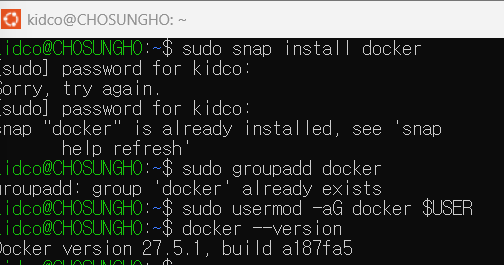 kidco@CHOSUNGHO: ~
kidco@CHOSUNGHO:~$ sudo snap install docker
[sudo] password for kidco:
Sorry, try again.
[sudo] password for kidco:
snap "docker" is already installed, see 'snap
help refresh'
kidco@CHOSUNGHO:~$ sudo groupadd docker
groupadd: group 'docker' already exists
kidco@CHOSUNGHO:~$ sudo usermod -aG docker $USER
kidco@CHOSUNGHO:~$ docker --version
Docker version 27.5.1, build a187fa5